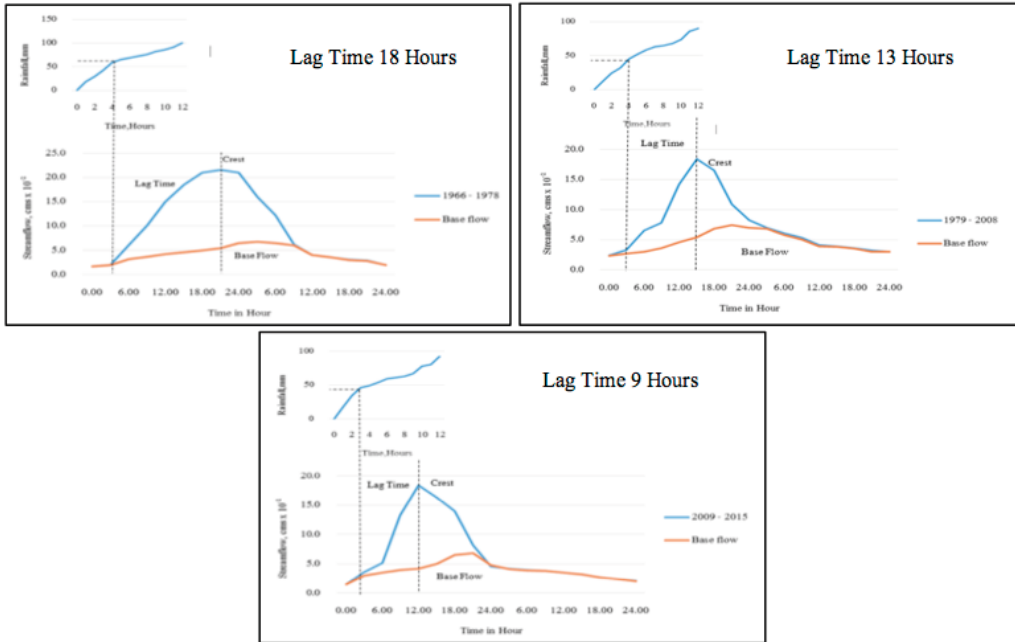 Lag Time 18 Hours
Rainfall,mm
150
100
50
0
0 2 4 6 8 10 12
Time,Hours
Streamflow, cms x 10
25.0
20.0
15.0
10.0
5.0
0.0
Crest
Lag Time
Base Flow
1966 - 1978
Base flow
0.00 6.00 12.00 18.00 24.00 6.00 12.00 18.00 24.00
Time in Hour
Lag Time 13 Hours
Rainfall,mm
100
50
0
0 2 4 6 8 10 12
Time,Hours
Streamflow, cms x 10
20.0
15.0
10.0
5.0
0.0
Lag Time
Crest
Base Flow
1979 - 2008
Base flow
0.00 6.00 12.00 18.00 24.00 6.00 12.00 18.00 24.00
Time in Hour
Lag Time 9 Hours
Rainfall,mm
100
50
0
0 2 4 6 8 10 12
Time,Hours
Streamflow, cms x 10
20.0
15.0
10.0
5.0
0.0
Lag Time
Crest
Base Flow
2009 - 2015
Base flow
0.00 6.00 12.00 18.00 24.00 6.00 12.00 18.00 24.00
Time in Hour